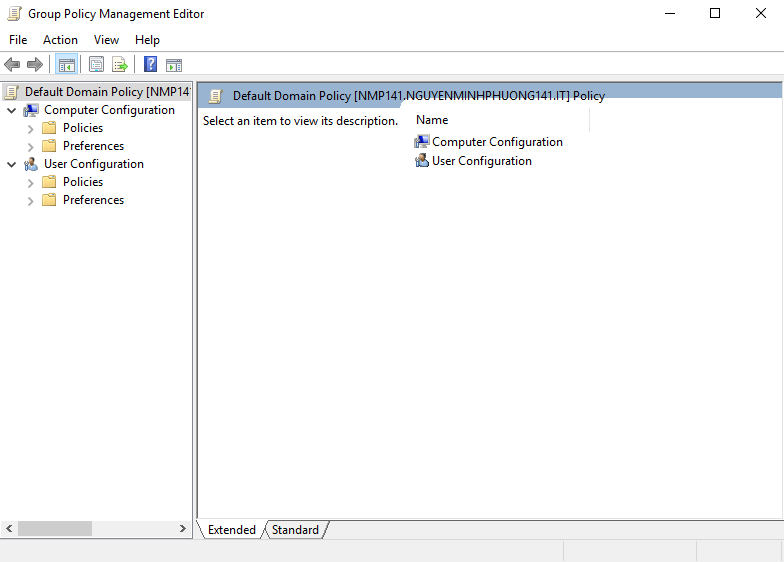 Group Policy Management Editor
File Action View Help
Default Domain Policy [NMP141
Computer Configuration
Policies
Preferences
User Configuration
Policies
Preferences
Default Domain Policy [NMP141.NGUYENMINHPHUONG141.IT] Policy
Select an item to view its description.
Name
Computer Configuration
User Configuration
Extended Standard